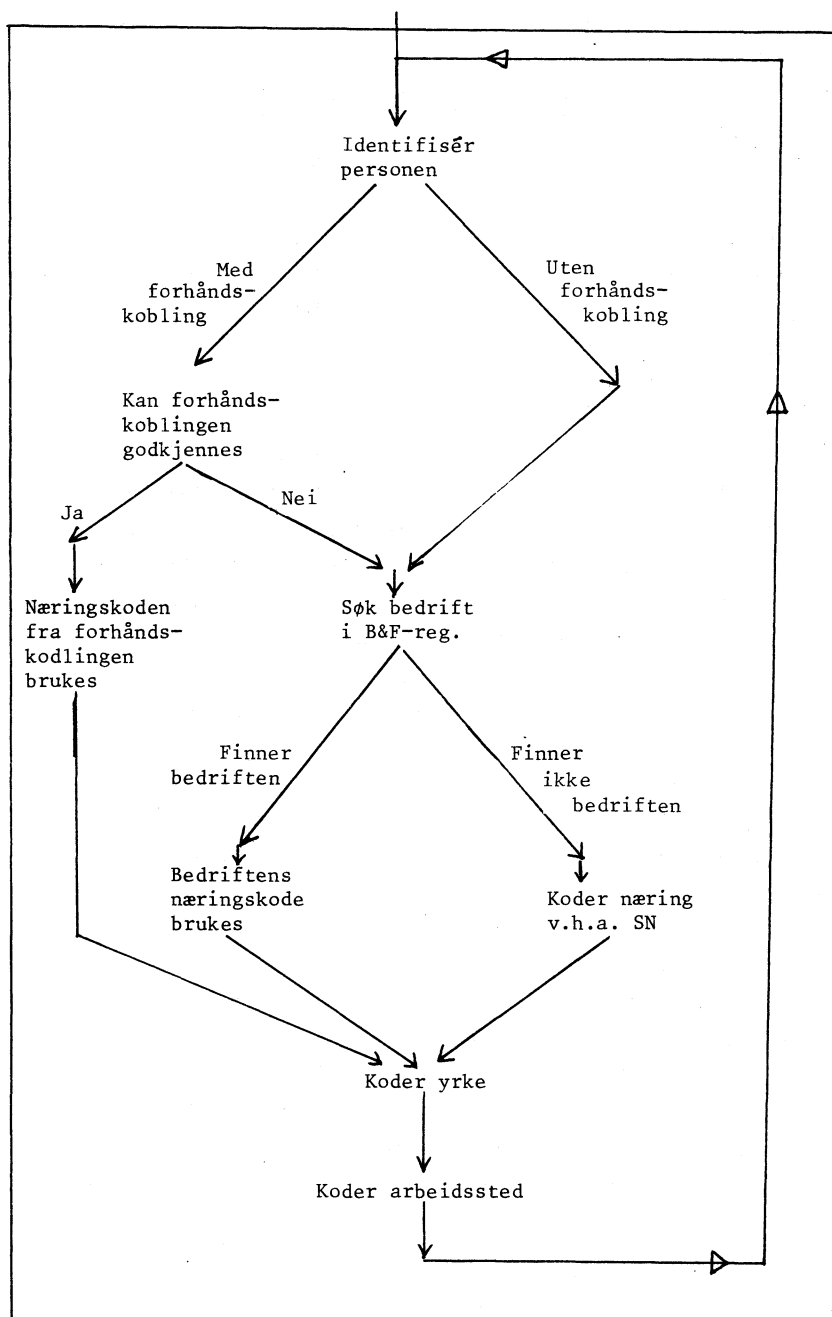 Identifisér
personen
Med
forhånds-
kobling
Uten
forhånds-
kobling
Kan forhånds-
koblingen
godkjennes
Ja
Nei
Næringskoden
fra forhånds-
kodlingen
brukes
Søk bedrift
i B&F-reg.
Finner
bedriften
Finner
ikke
bedriften
Bedriftens
næringskode
brukes
Koder næring
v.h.a. SN
Koder yrke
Koder arbeidssted